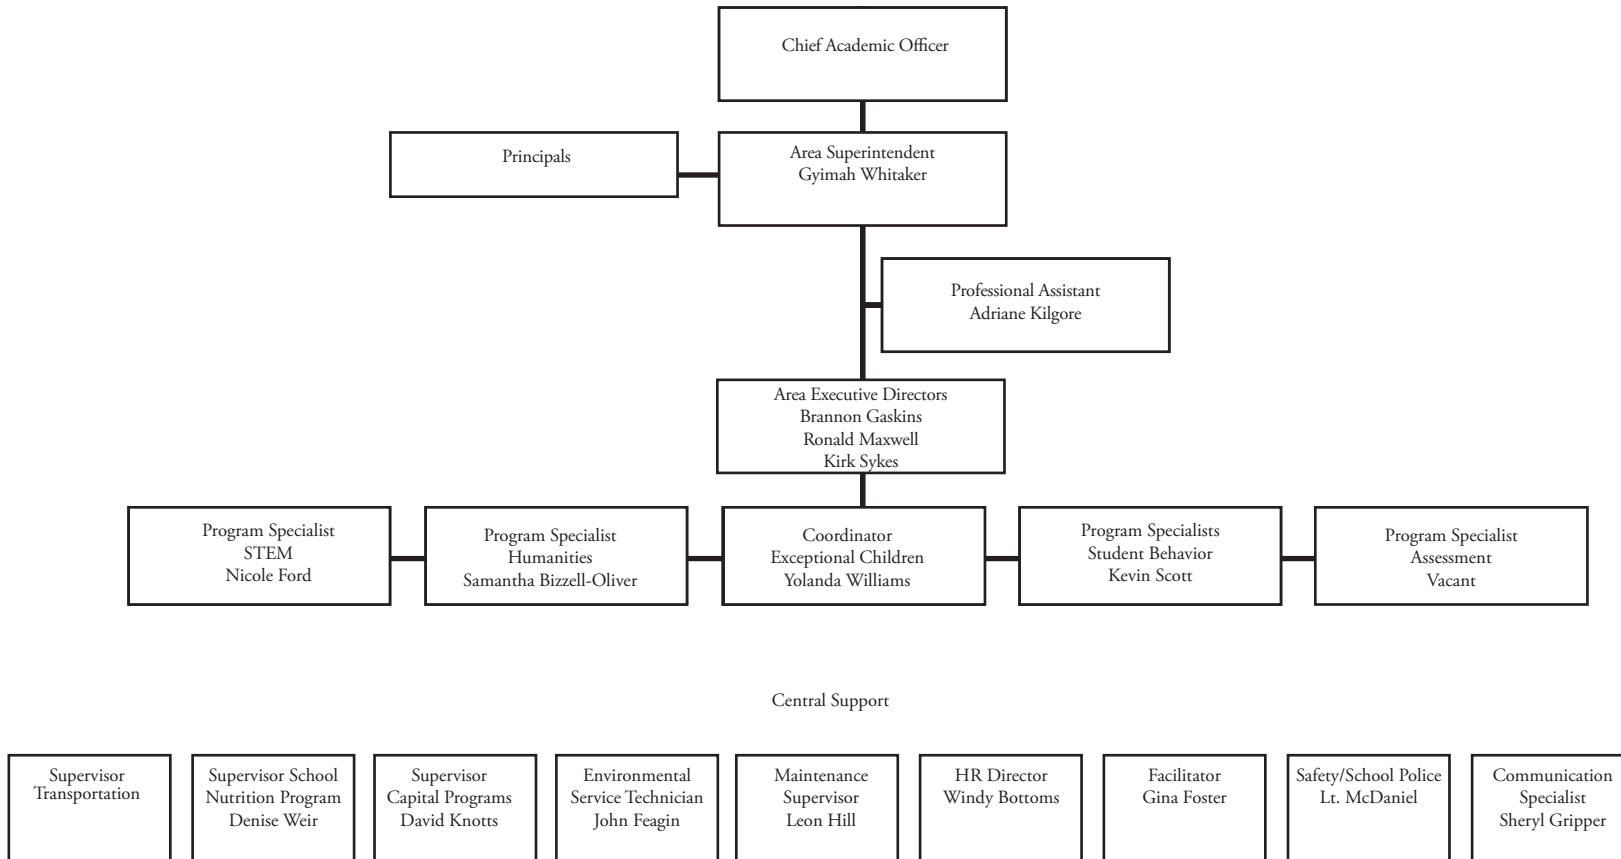 Chief Academic Officer
Principals
Area Superintendent
Gyimah Whitaker
Professional Assistant
Adriane Kilgore
Area Executive Directors
Brannon Gaskins
Ronald Maxwell
Kirk Sykes
Program Specialist
STEM
Nicole Ford
Program Specialist
Humanities
Samantha Bizzell-Oliver
Coordinator
Exceptional Children
Yolanda Williams
Program Specialists
Student Behavior
Kevin Scott
Program Specialist
Assessment
Vacant
Central Support
Supervisor
Transportation
Supervisor School
Nutrition Program
Denise Weir
Supervisor
Capital Programs
David Knotts
Environmental
Service Technician
John Feagin
Maintenance
Supervisor
Leon Hill
HR Director
Windy Bottoms
Facilitator
Gina Foster
Safety/School Police
Lt. McDaniel
Communication
Specialist
Sheryl Gripper